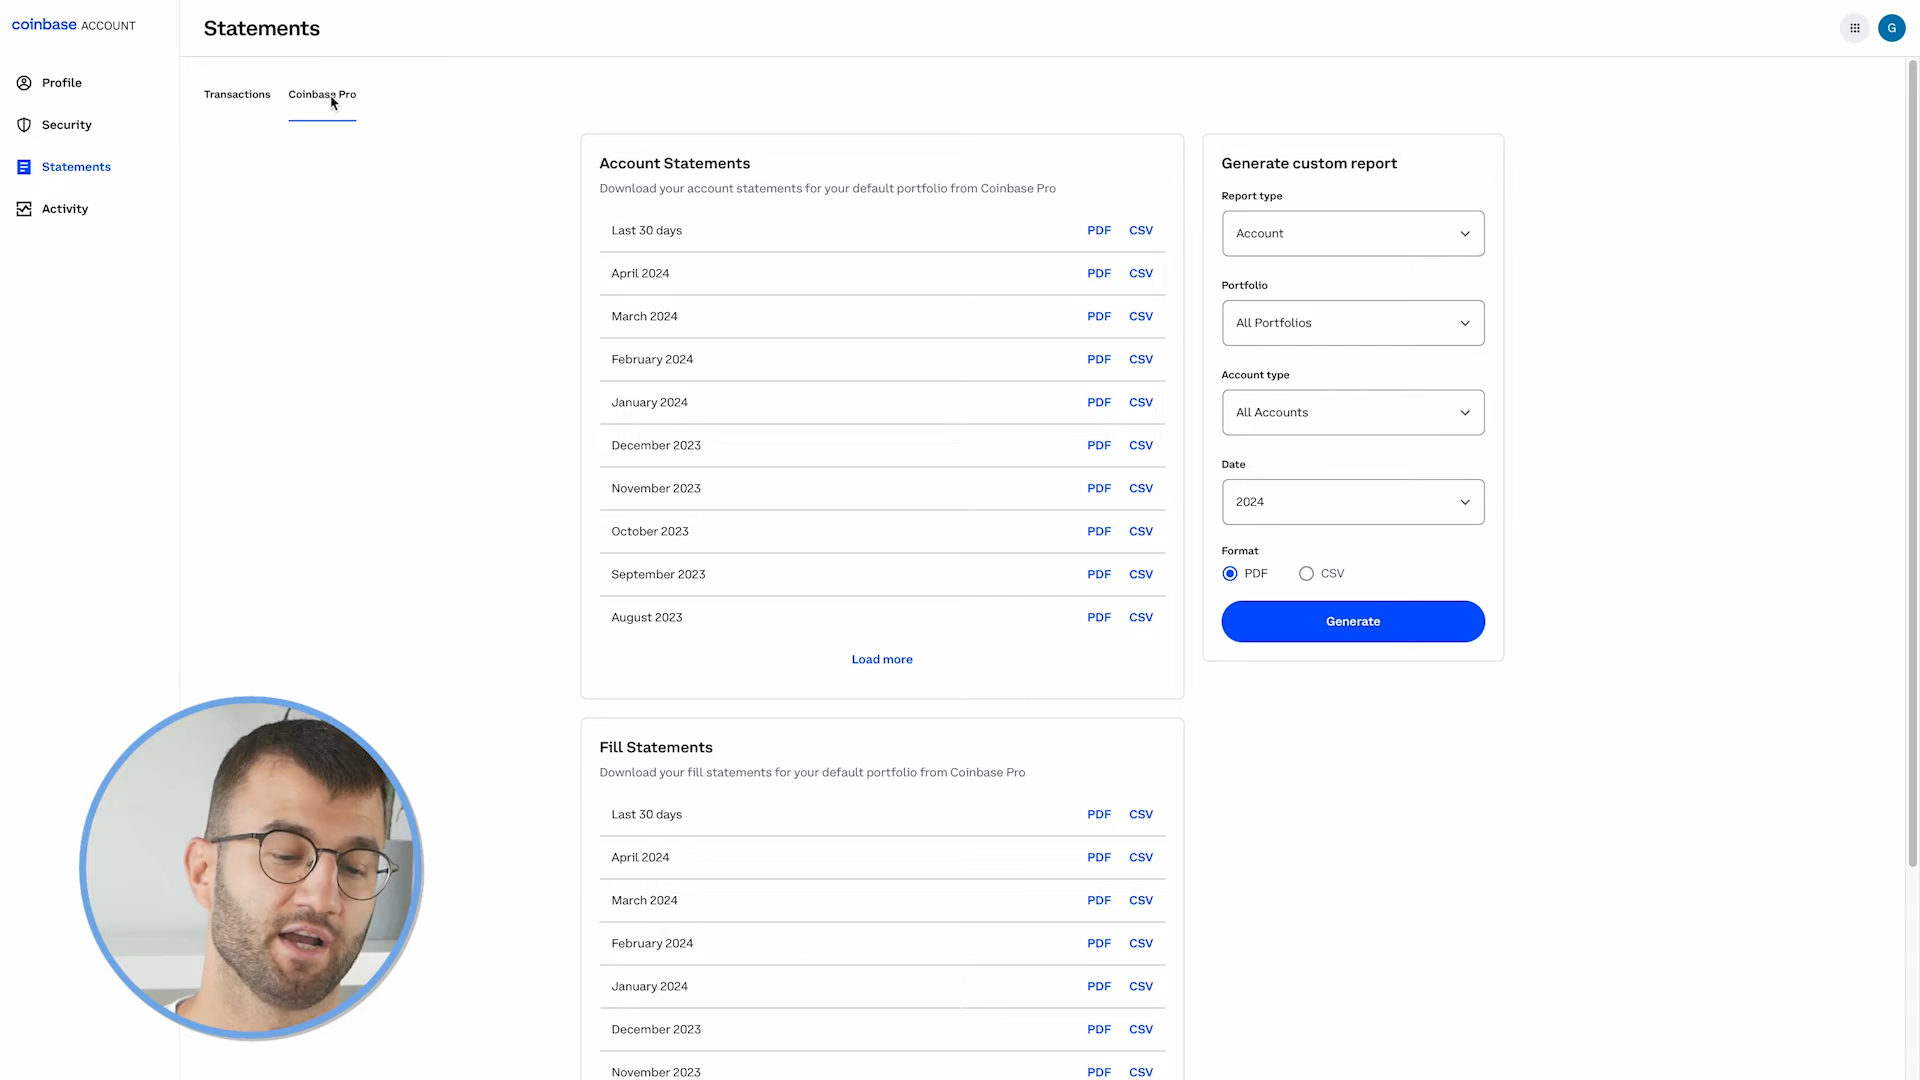 coinbase ACCOUNT
Statements
G
Profile
Security
Statements
Activity
Transactions Coinbase Pro
Account Statements
Download your account statements for your default portfolio from Coinbase Pro
Last 30 days PDF CSV
April 2024 PDF CSV
March 2024 PDF CSV
February 2024 PDF CSV
January 2024 PDF CSV
December 2023 PDF CSV
November 2023 PDF CSV
October 2023 PDF CSV
September 2023 PDF CSV
August 2023 PDF CSV
Load more
Generate custom report
Report type
Account
Portfolio
All Portfolios
Account type
All Accounts
Date
2024
Format
PDF CSV
Generate
Fill Statements
Download your fill statements for your default portfolio from Coinbase Pro
Last 30 days PDF CSV
April 2024 PDF CSV
March 2024 PDF CSV
February 2024 PDF CSV
January 2024 PDF CSV
December 2023 PDF CSV
November 2023 PDF CSV